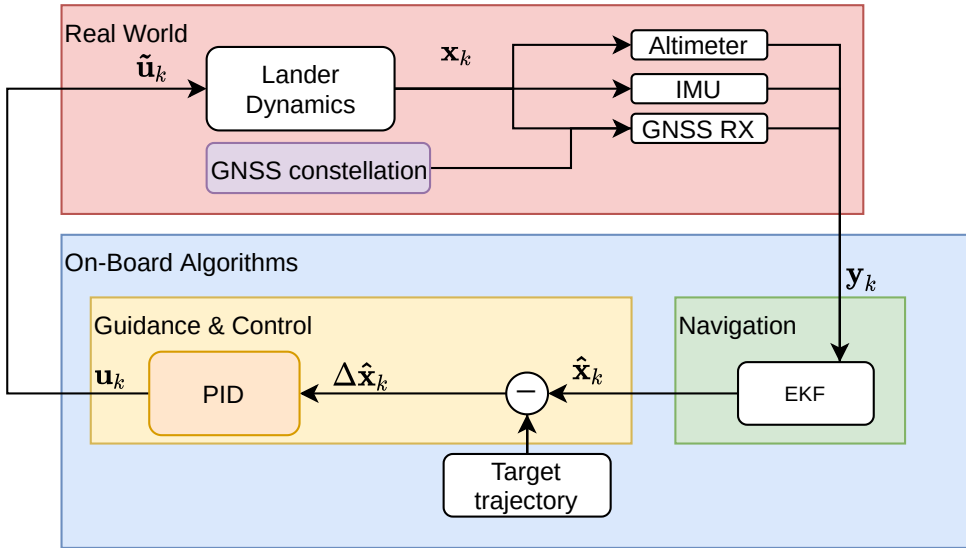 Real World
ũ_k
Lander
Dynamics
x_k
Altimeter
IMU
GNSS RX
GNSS constellation
On-Board Algorithms
y_k
Guidance & Control
Navigation
u_k
PID
Δx̂_k
−
x̂_k
EKF
Target
trajectory